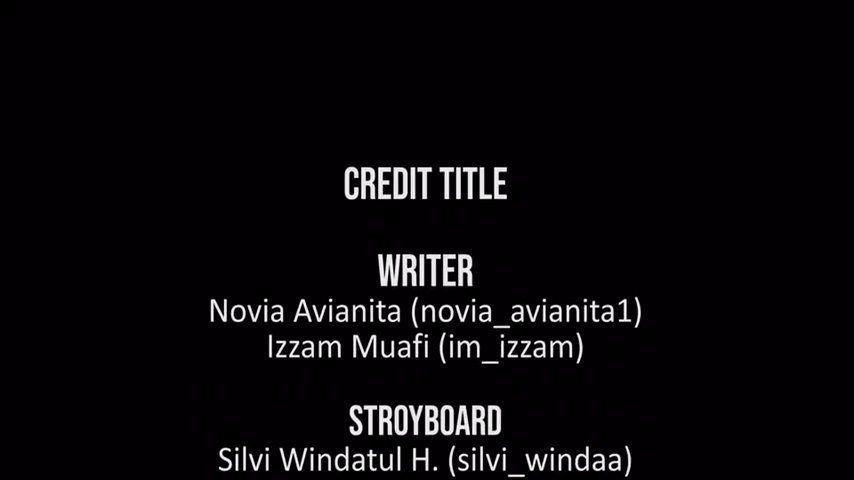 CREDIT TITLE
WRITER
Novia Avianita (novia_avianita1)
Izzam Muafi (im_izzam)
STROYBOARD
Silvi Windatul H. (silvi_windaa)